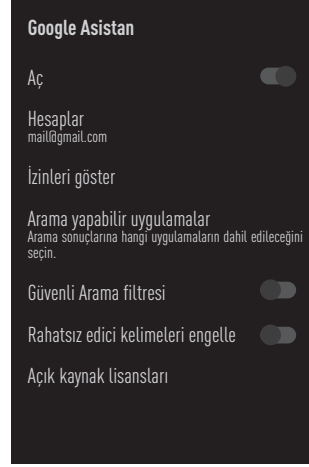 Google Asistan
Aç
Hesaplar
mail@gmail.com
İzinleri göster
Arama yapabilir uygulamalar
Arama sonuçlarına hangi uygulamaların dahil edileceğini
seçin.
Güvenli Arama filtresi
Rahatsız edici kelimeleri engelle
Açık kaynak lisansları